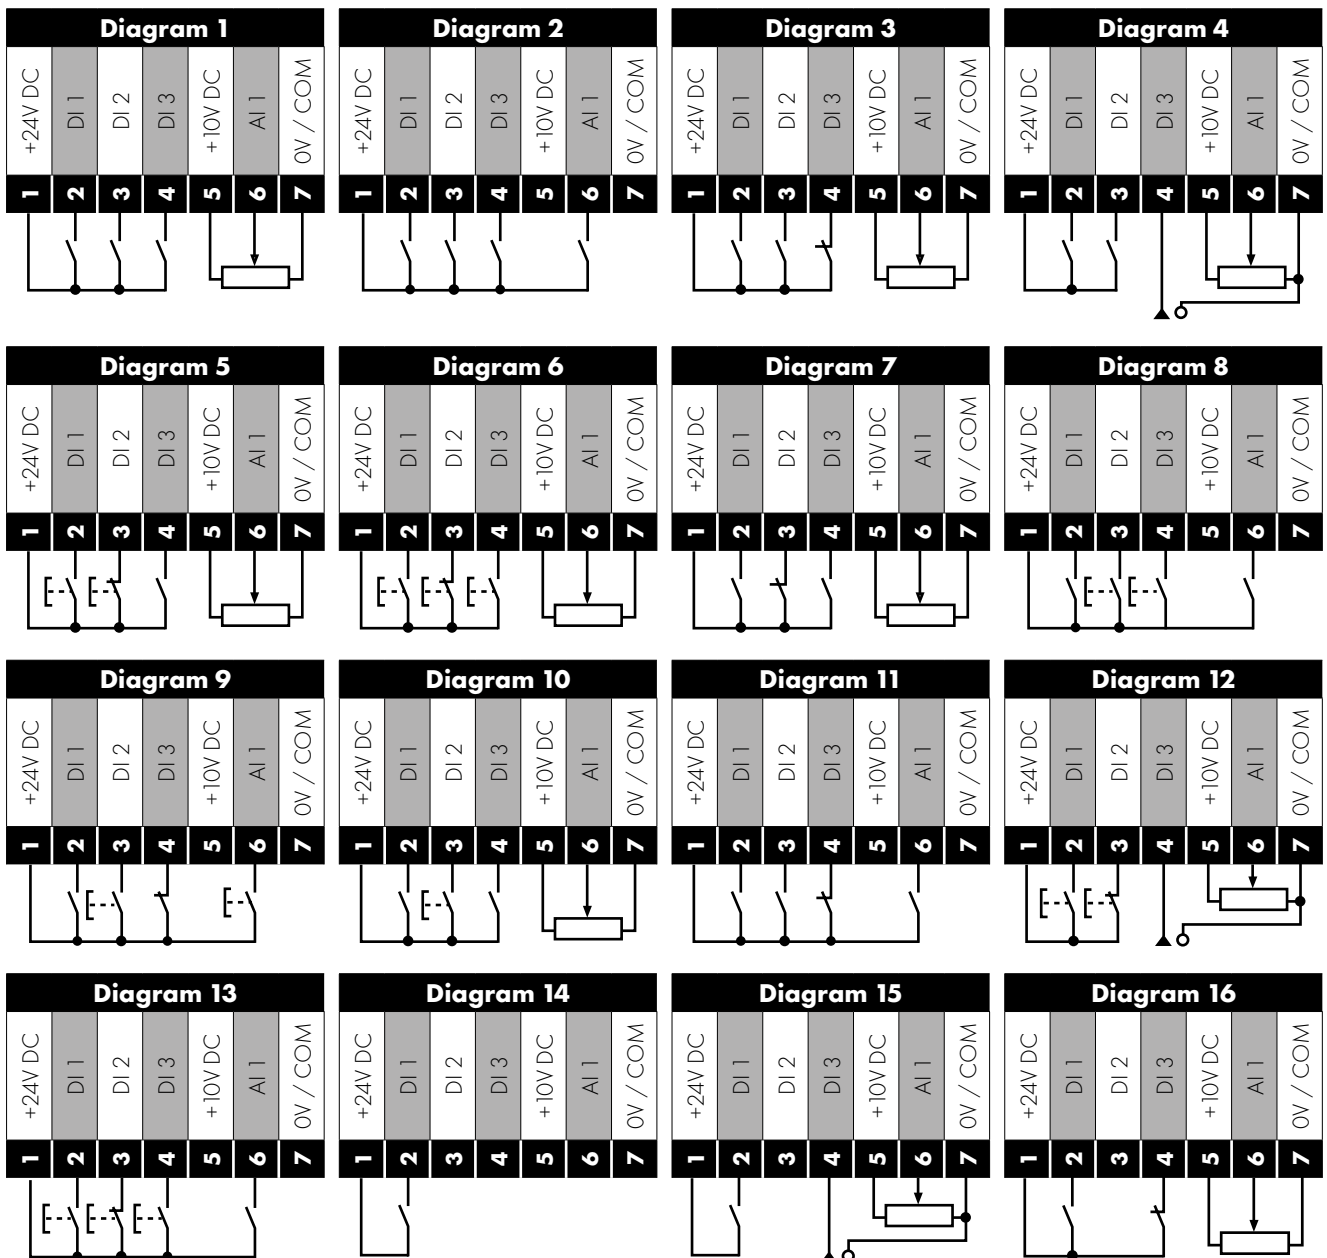 Diagram 1
+24V DC DI 1 DI 2 DI 3 +10V DC AI 1 0V / COM
1 2 3 4 5 6 7
Diagram 2
+24V DC DI 1 DI 2 DI 3 +10V DC AI 1 0V / COM
1 2 3 4 5 6 7
Diagram 3
+24V DC DI 1 DI 2 DI 3 +10V DC AI 1 0V / COM
1 2 3 4 5 6 7
Diagram 4
+24V DC DI 1 DI 2 DI 3 +10V DC AI 1 0V / COM
1 2 3 4 5 6 7
Diagram 5
+24V DC DI 1 DI 2 DI 3 +10V DC AI 1 0V / COM
1 2 3 4 5 6 7
Diagram 6
+24V DC DI 1 DI 2 DI 3 +10V DC AI 1 0V / COM
1 2 3 4 5 6 7
Diagram 7
+24V DC DI 1 DI 2 DI 3 +10V DC AI 1 0V / COM
1 2 3 4 5 6 7
Diagram 8
+24V DC DI 1 DI 2 DI 3 +10V DC AI 1 0V / COM
1 2 3 4 5 6 7
Diagram 9
+24V DC DI 1 DI 2 DI 3 +10V DC AI 1 0V / COM
1 2 3 4 5 6 7
Diagram 10
+24V DC DI 1 DI 2 DI 3 +10V DC AI 1 0V / COM
1 2 3 4 5 6 7
Diagram 11
+24V DC DI 1 DI 2 DI 3 +10V DC AI 1 0V / COM
1 2 3 4 5 6 7
Diagram 12
+24V DC DI 1 DI 2 DI 3 +10V DC AI 1 0V / COM
1 2 3 4 5 6 7
Diagram 13
+24V DC DI 1 DI 2 DI 3 +10V DC AI 1 0V / COM
1 2 3 4 5 6 7
Diagram 14
+24V DC DI 1 DI 2 DI 3 +10V DC AI 1 0V / COM
1 2 3 4 5 6 7
Diagram 15
+24V DC DI 1 DI 2 DI 3 +10V DC AI 1 0V / COM
1 2 3 4 5 6 7
Diagram 16
+24V DC DI 1 DI 2 DI 3 +10V DC AI 1 0V / COM
1 2 3 4 5 6 7